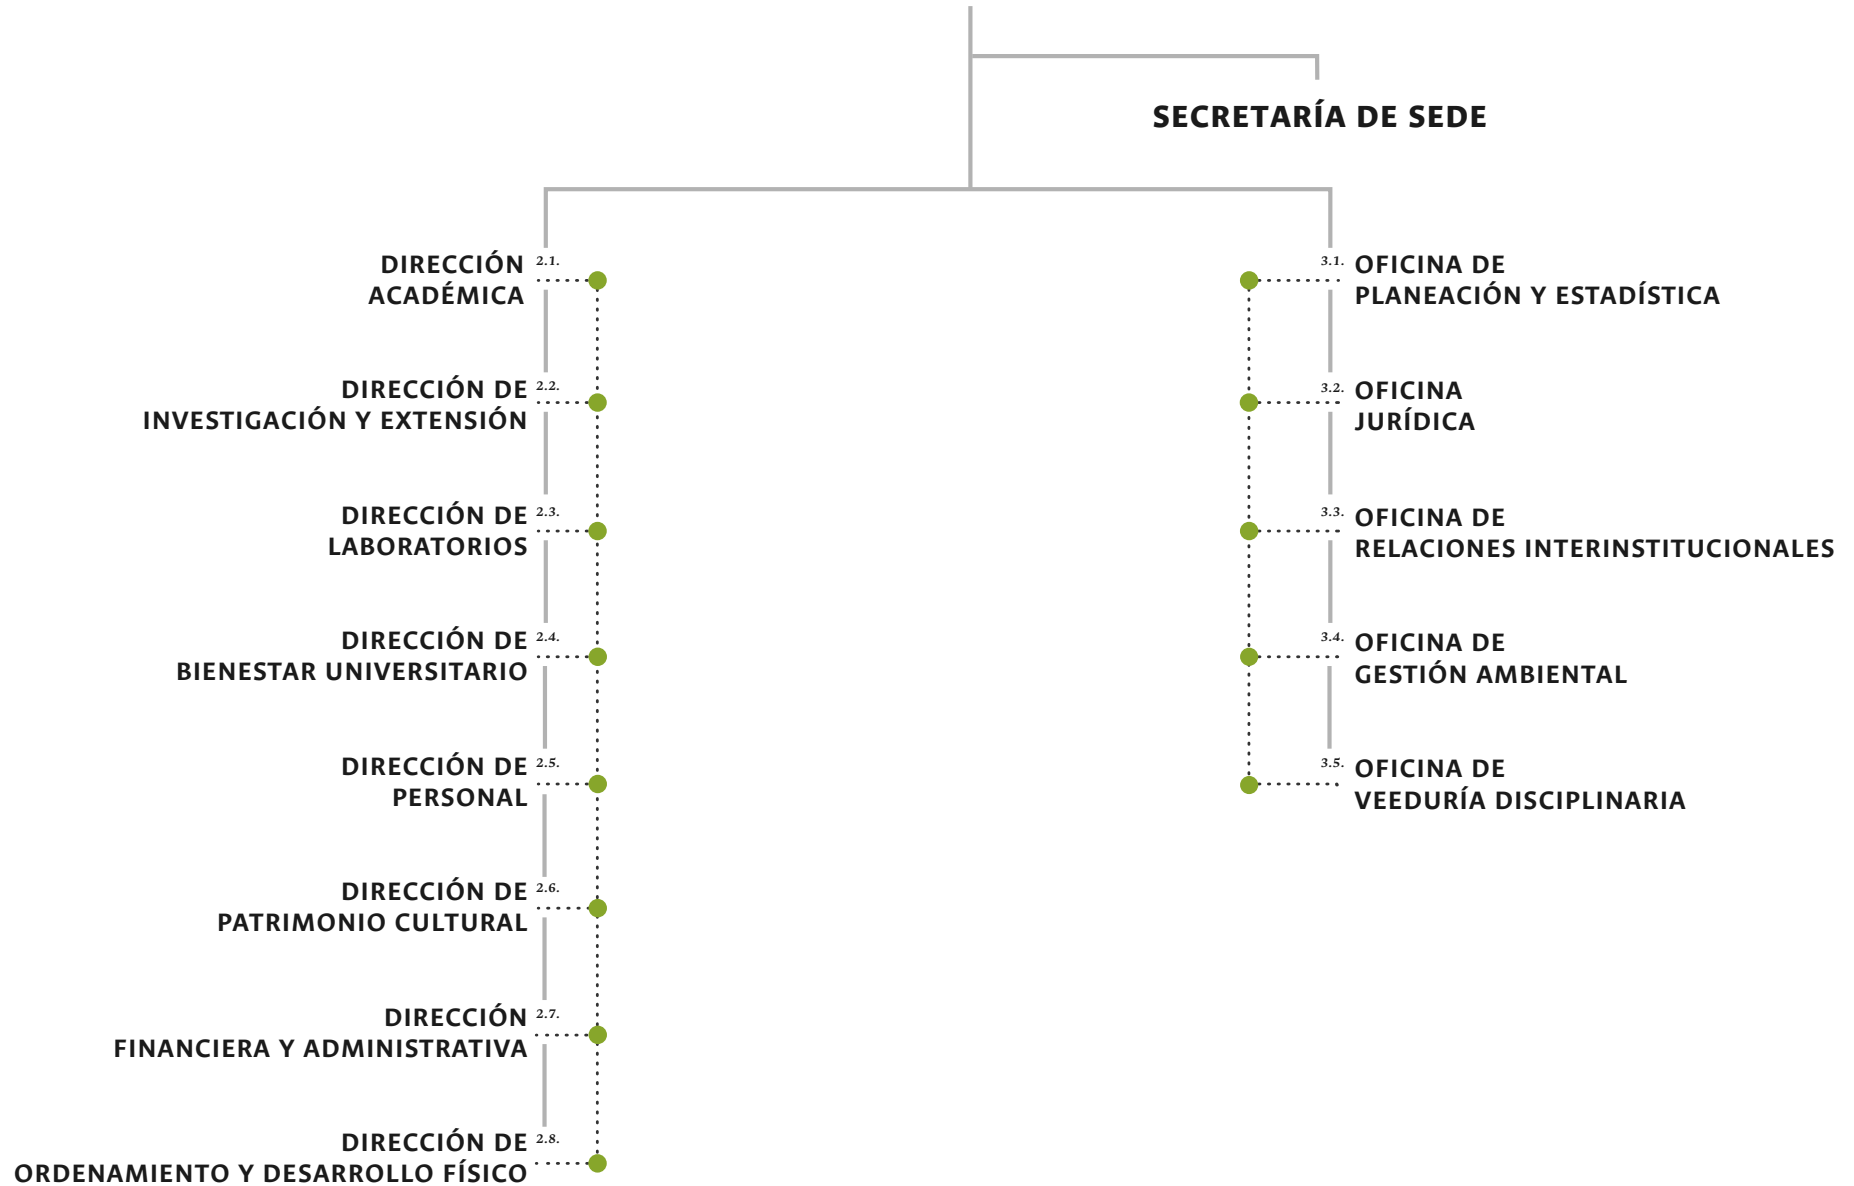 SECRETARÍA DE SEDE
DIRECCIÓN 2.1.
ACADÉMICA
DIRECCIÓN DE 2.2.
INVESTIGACIÓN Y EXTENSIÓN
DIRECCIÓN DE 2.3.
LABORATORIOS
DIRECCIÓN DE 2.4.
BIENESTAR UNIVERSITARIO
DIRECCIÓN DE 2.5.
PERSONAL
DIRECCIÓN DE 2.6.
PATRIMONIO CULTURAL
DIRECCIÓN 2.7.
FINANCIERA Y ADMINISTRATIVA
DIRECCIÓN DE 2.8.
ORDENAMIENTO Y DESARROLLO FÍSICO
3.1. OFICINA DE
PLANEACIÓN Y ESTADÍSTICA
3.2. OFICINA
JURÍDICA
3.3. OFICINA DE
RELACIONES INTERINSTITUCIONALES
3.4. OFICINA DE
GESTIÓN AMBIENTAL
3.5. OFICINA DE
VEEDURÍA DISCIPLINARIA